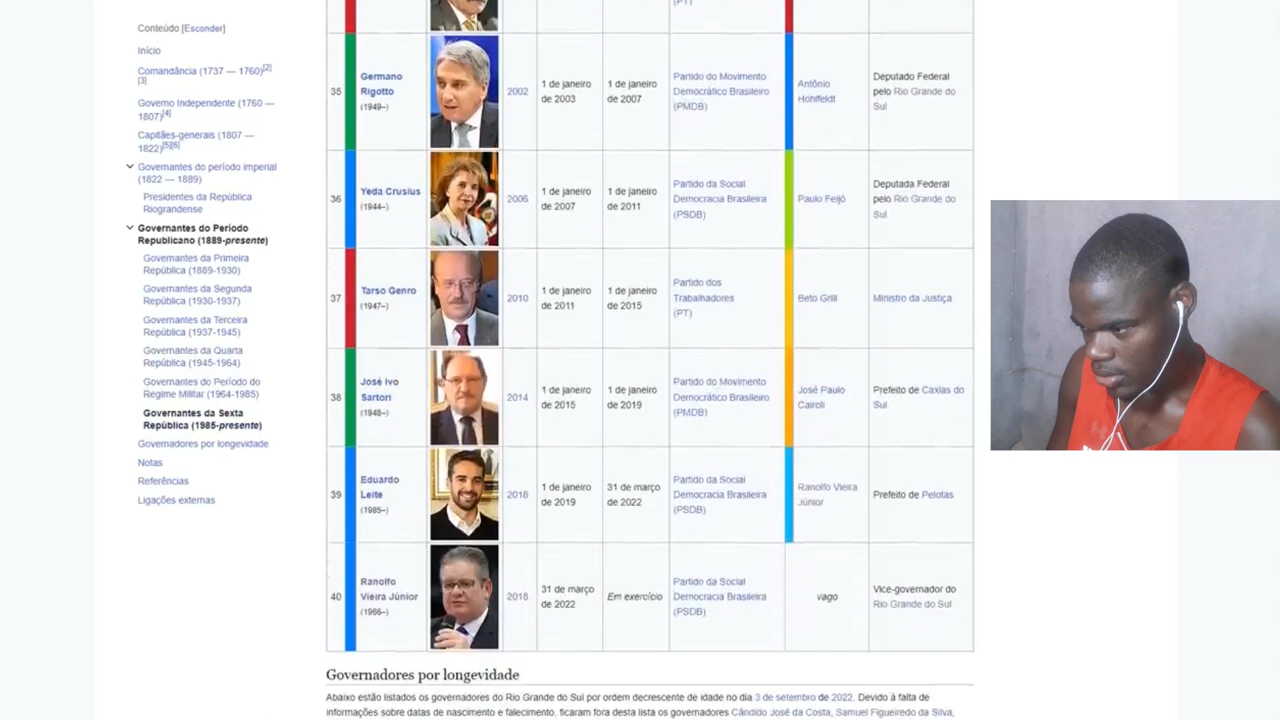 Conteúdo [Esconder]
Início
Comandância (1737 — 1760)[2]
[3]
Governo Independente (1760 —
1807)[4]
Capitães-generais (1807 —
1822)[5][6]
Governantes do período imperial
(1822 — 1889)
Presidentes da República
Riograndense
Governantes do Período
Republicano (1889-presente)
Governantes da Primeira
República (1889-1930)
Governantes da Segunda
República (1930-1937)
Governantes da Terceira
República (1937-1945)
Governantes da Quarta
República (1945-1964)
Governantes do Período do
Regime Militar (1964-1985)
Governantes da Sexta
República (1985-presente)
Governadores por longevidade
Notas
Referências
Ligações externas
(PT)
35
Germano
Rigotto
(1949–)
2002
1 de janeiro
de 2003
1 de janeiro
de 2007
Partido do Movimento
Democrático Brasileiro
(PMDB)
Antônio
Hohlfeldt
Deputado Federal
pelo Rio Grande do
Sul
36
Yeda Crusius
(1944–)
2006
1 de janeiro
de 2007
1 de janeiro
de 2011
Partido da Social
Democracia Brasileira
(PSDB)
Paulo Feijó
Deputada Federal
pelo Rio Grande do
Sul
37
Tarso Genro
(1947–)
2010
1 de janeiro
de 2011
1 de janeiro
de 2015
Partido dos
Trabalhadores
(PT)
Beto Grill
Ministro da Justiça
38
José Ivo
Sartori
(1948–)
2014
1 de janeiro
de 2015
1 de janeiro
de 2019
Partido do Movimento
Democrático Brasileiro
(PMDB)
José Paulo
Cairoli
Prefeito de Caxias do
Sul
39
Eduardo
Leite
(1985–)
2018
1 de janeiro
de 2019
31 de março
de 2022
Partido da Social
Democracia Brasileira
(PSDB)
Ranolfo Vieira
Júnior
Prefeito de Pelotas
40
Ranolfo
Vieira Júnior
(1966–)
2018
31 de março
de 2022
Em exercício
Partido da Social
Democracia Brasileira
(PSDB)
vago
Vice-governador do
Rio Grande do Sul
Governadores por longevidade
Abaixo estão listados os governadores do Rio Grande do Sul por ordem decrescente de idade no dia 3 de setembro de 2022. Devido à falta de
informações sobre datas de nascimento e falecimento, ficaram fora desta lista os governadores Cândido José da Costa, Samuel Figueiredo da Silva,